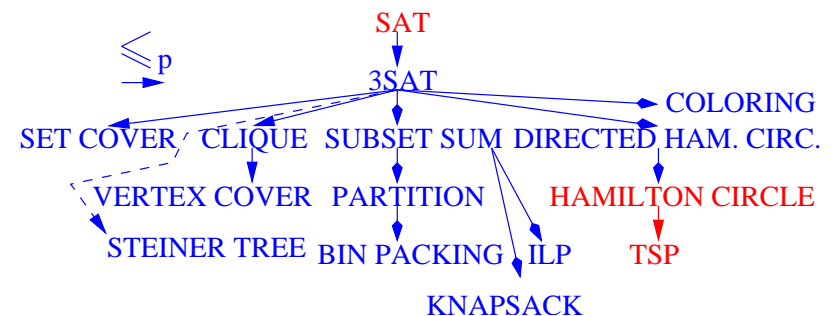 SAT
≤p
3SAT
COLORING
SET COVER CLIQUE SUBSET SUM DIRECTED HAM. CIRC.
VERTEX COVER PARTITION HAMILTON CIRCLE
STEINER TREE BIN PACKING ILP TSP
KNAPSACK